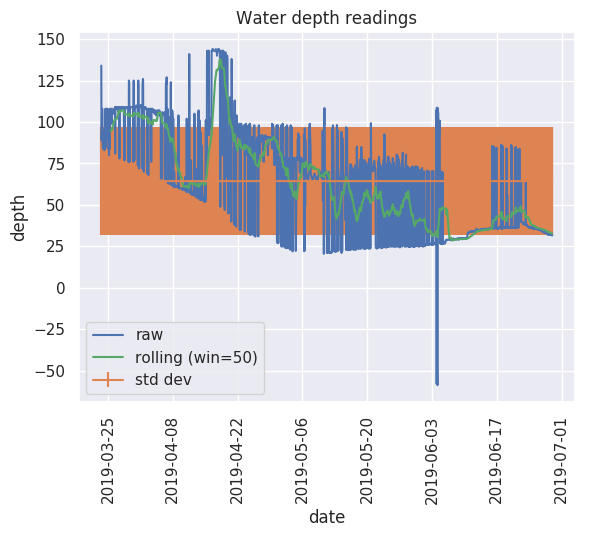 Water depth readings
150
125
100
75
50
25
0
−25
−50
depth
raw
rolling (win=50)
std dev
2019-03-25
2019-04-08
2019-04-22
2019-05-06
2019-05-20
2019-06-03
2019-06-17
2019-07-01
date